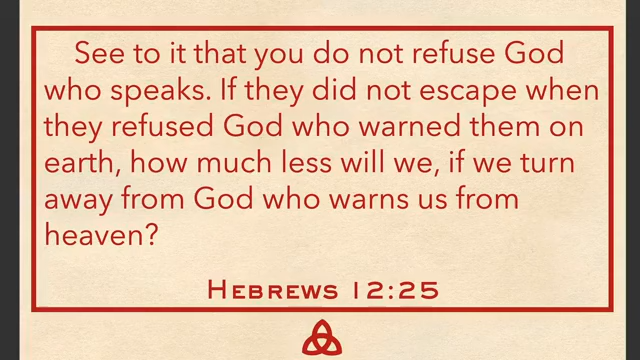 See to it that you do not refuse God
who speaks. If they did not escape when
they refused God who warned them on
earth, how much less will we, if we turn
away from God who warns us from
heaven?
Hebrews 12:25